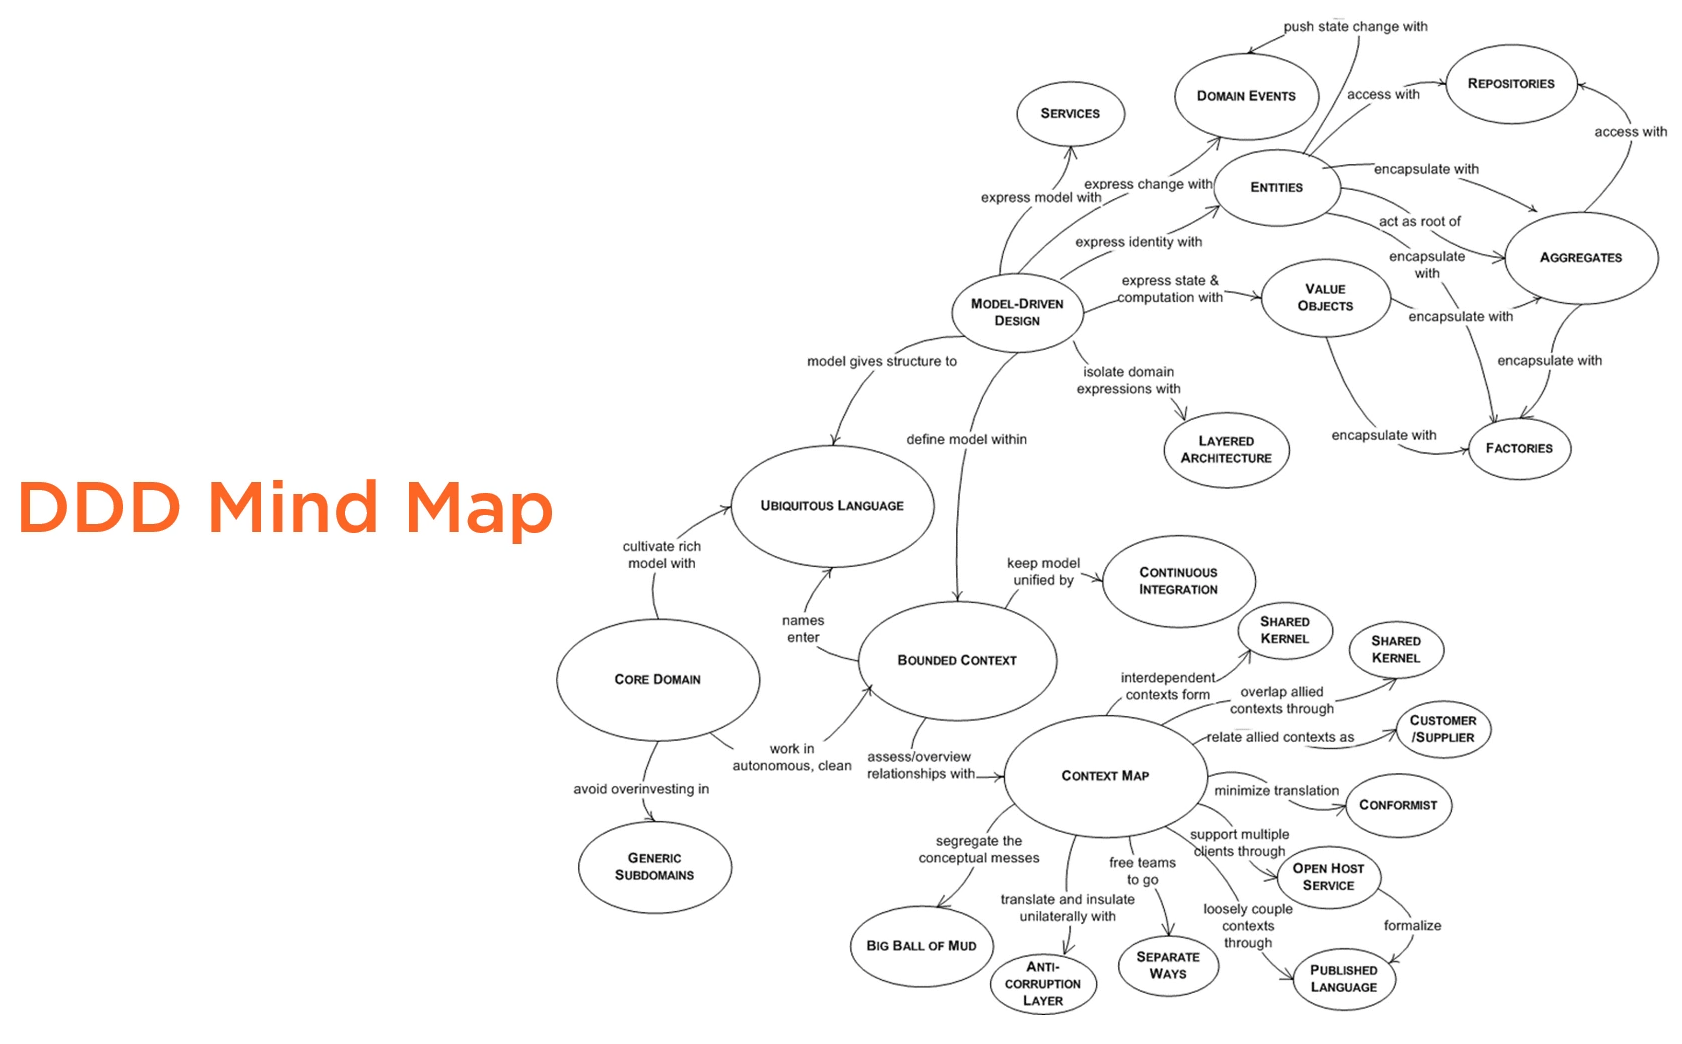 DDD Mind Map
push state change with
DOMAIN EVENTS
REPOSITORIES
access with
access with
SERVICES
encapsulate with
express change with
ENTITIES
express model with
act as root of
express identity with
encapsulate
with
AGGREGATES
express state &
computation with
VALUE
OBJECTS
MODEL-DRIVEN
DESIGN
encapsulate with
model gives structure to
isolate domain
expressions with
encapsulate with
define model within
LAYERED
ARCHITECTURE
encapsulate with
FACTORIES
UBIQUITOUS LANGUAGE
cultivate rich
model with
keep model
unified by
CONTINUOUS
INTEGRATION
names
enter
SHARED
KERNEL
SHARED
KERNEL
BOUNDED CONTEXT
CORE DOMAIN
interdependent
contexts form
overlap allied
contexts through
CUSTOMER
/SUPPLIER
relate allied contexts as
work in
autonomous, clean
assess/overview
relationships with
CONTEXT MAP
avoid overinvesting in
minimize translation
CONFORMIST
segregate the
conceptual messes
support multiple
clients through
free teams
to go
GENERIC
SUBDOMAINS
OPEN HOST
SERVICE
translate and insulate
unilaterally with
loosely couple
contexts
through
formalize
BIG BALL OF MUD
SEPARATE
WAYS
ANTI-
CORRUPTION
LAYER
PUBLISHED
LANGUAGE